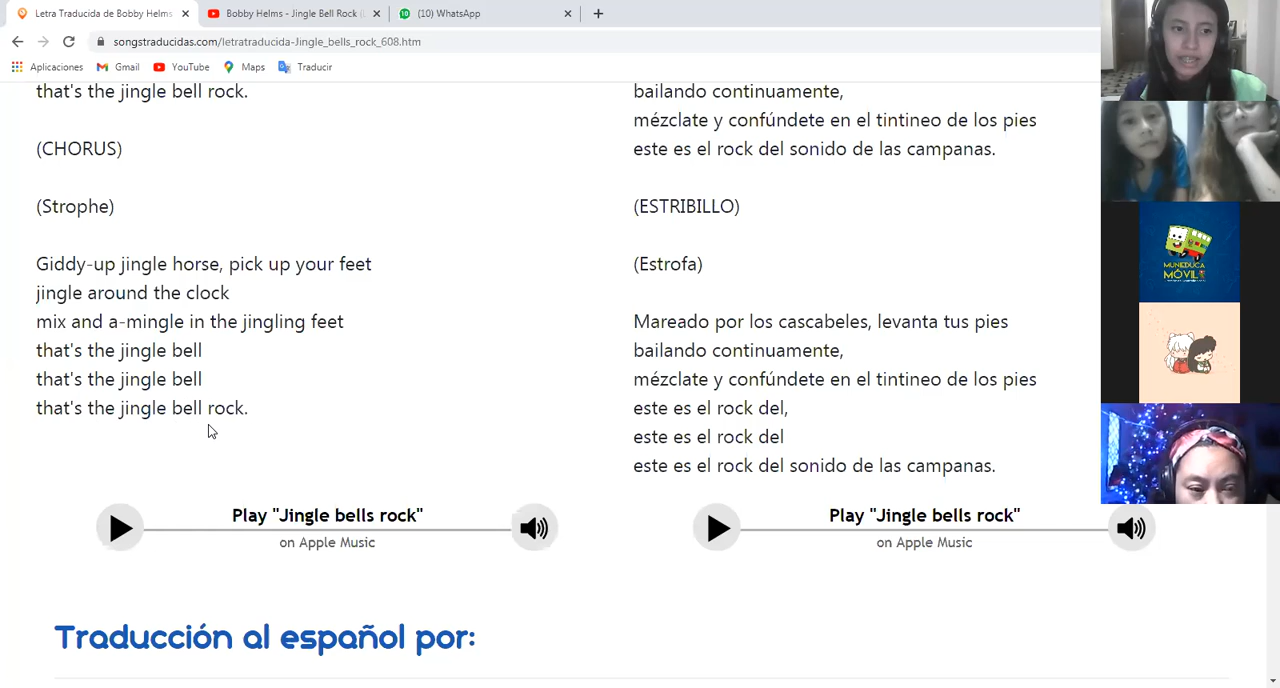 Letra Traducida de Bobby Helms
Bobby Helms - Jingle Bell Rock (
(10) WhatsApp
songstraducidas.com/letratraducida-Jingle_bells_rock_608.htm
Aplicaciones
Gmail
YouTube
Maps
Traducir
that's the jingle bell rock.
(CHORUS)
(Strophe)
Giddy-up jingle horse, pick up your feet
jingle around the clock
mix and a-mingle in the jingling feet
that's the jingle bell
that's the jingle bell
that's the jingle bell rock.
bailando continuamente,
mézclate y confúndete en el tintineo de los pies
este es el rock del sonido de las campanas.
(ESTRIBILLO)
(Estrofa)
Mareado por los cascabeles, levanta tus pies
bailando continuamente,
mézclate y confúndete en el tintineo de los pies
este es el rock del,
este es el rock del
este es el rock del sonido de las campanas.
Play "Jingle bells rock"
on Apple Music
Play "Jingle bells rock"
on Apple Music
Traducción al español por:
MUNIEDUCA
MÓVIL